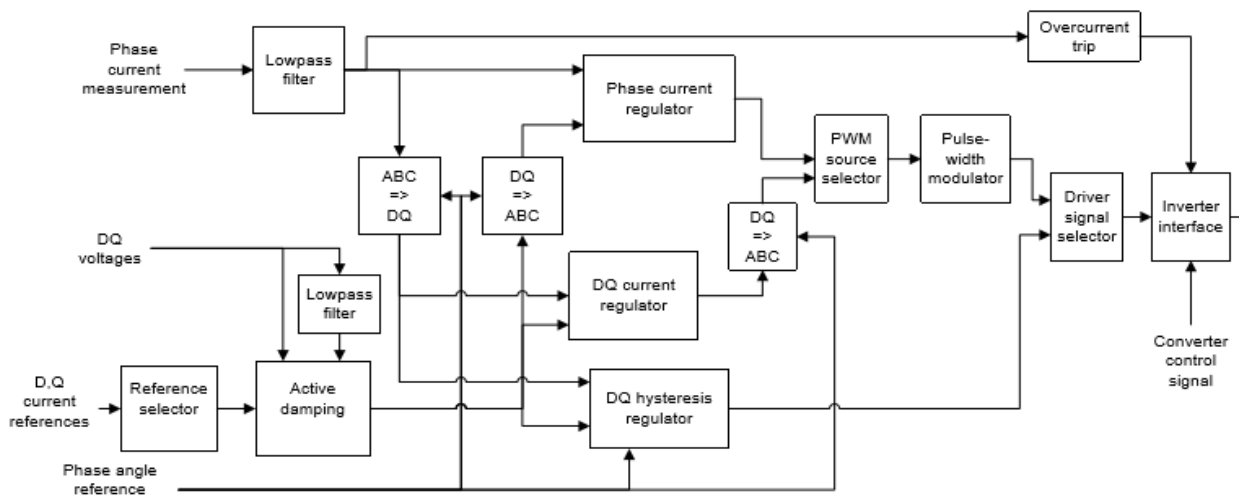 Overcurrent
trip
Phase
current
measurement
Lowpass
filter
Phase current
regulator
PWM
source
selector
Pulse-
width
modulator
ABC
=>
DQ
DQ
=>
ABC
DQ
=>
ABC
Driver
signal
selector
Inverter
interface
DQ
voltages
Lowpass
filter
DQ current
regulator
Converter
control
signal
D,Q
current
references
Reference
selector
Active
damping
DQ hysteresis
regulator
Phase angle
reference